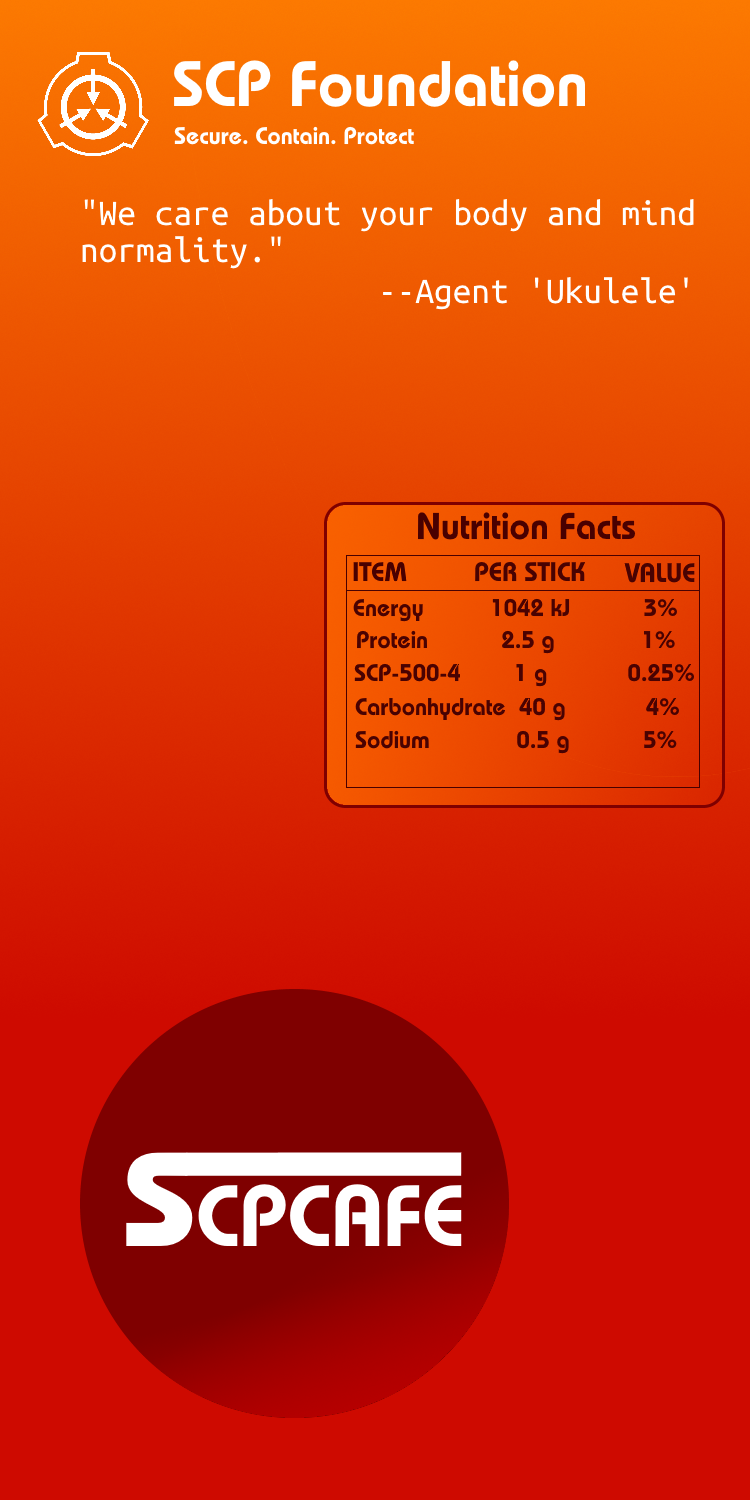 SCP Foundation
Secure. Contain. Protect
"We care about your body and mind
normality."
--Agent 'Ukulele'
Nutrition Facts
ITEM PER STICK VALUE
Energy 1042 kJ 3%
Protein 2.5 g 1%
SCP-500-4 1 g 0.25%
Carbonhydrate 40 g 4%
Sodium 0.5 g 5%
SCPCAFE